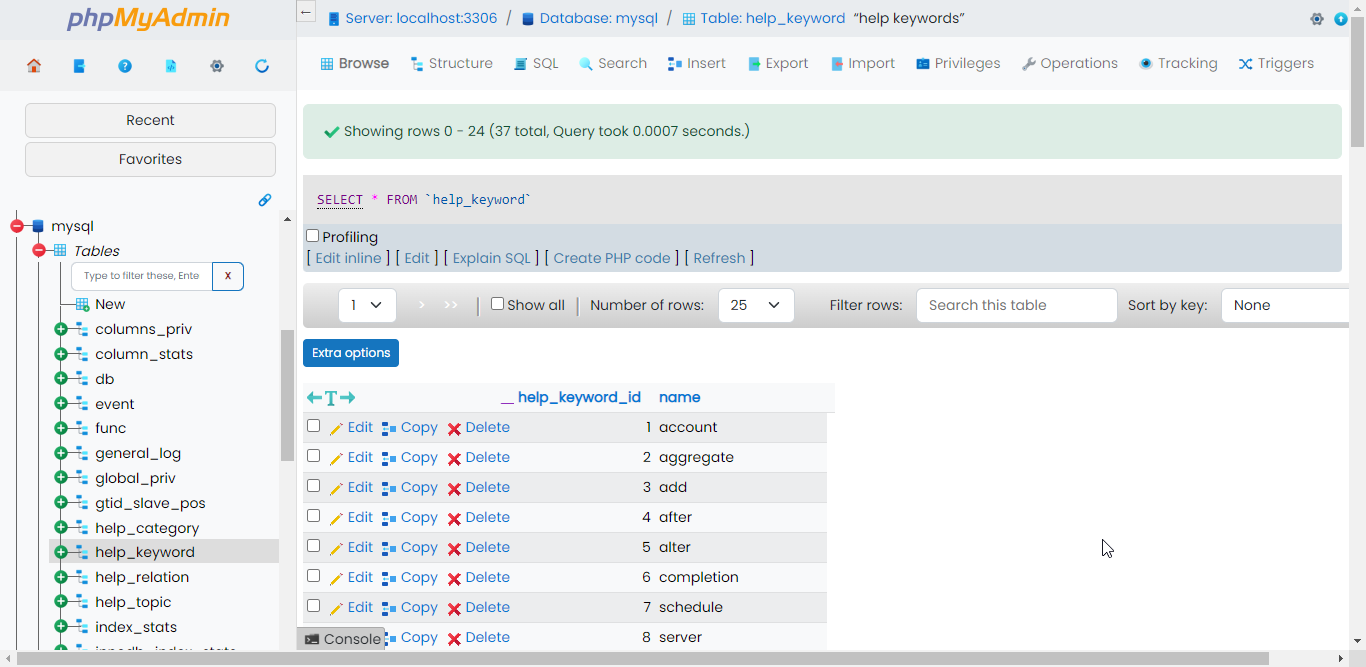 phpMyAdmin
Recent
Favorites
mysql
Tables
Type to filter these, Ente X
New
columns_priv
column_stats
db
event
func
general_log
global_priv
gtid_slave_pos
help_category
help_keyword
help_relation
help_topic
index_stats
innodb_index_stats
← Server: localhost:3306 / Database: mysql / Table: help_keyword “help keywords”
Browse Structure SQL Search Insert Export Import Privileges Operations Tracking Triggers
Showing rows 0 - 24 (37 total, Query took 0.0007 seconds.)
SELECT * FROM `help_keyword`
Profiling
[ Edit inline ] [ Edit ] [ Explain SQL ] [ Create PHP code ] [ Refresh ]
1 > >> | Show all | Number of rows: 25 Filter rows: Search this table Sort by key: None
Extra options
←T→ help_keyword_id name
Edit Copy Delete 1 account
Edit Copy Delete 2 aggregate
Edit Copy Delete 3 add
Edit Copy Delete 4 after
Edit Copy Delete 5 alter
Edit Copy Delete 6 completion
Edit Copy Delete 7 schedule
Console Copy Delete 8 server